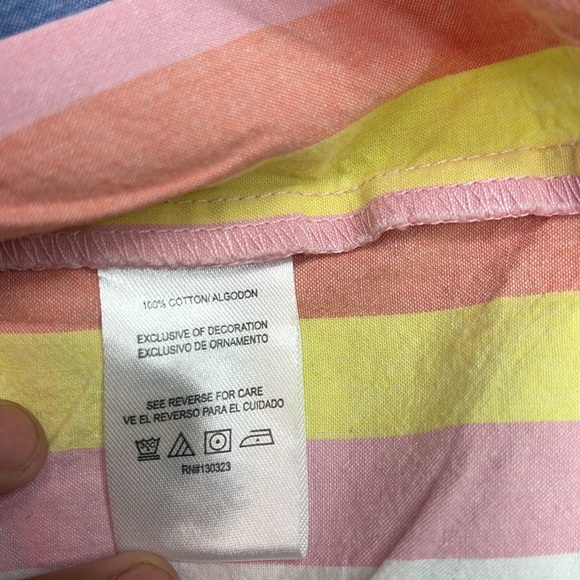 100% COTTON/ ALGODON
EXCLUSIVE OF DECORATION
EXCLUSIVO DE ORNAMENTO
SEE REVERSE FOR CARE
VE EL REVERSO PARA EL CUIDADO
RN#130323